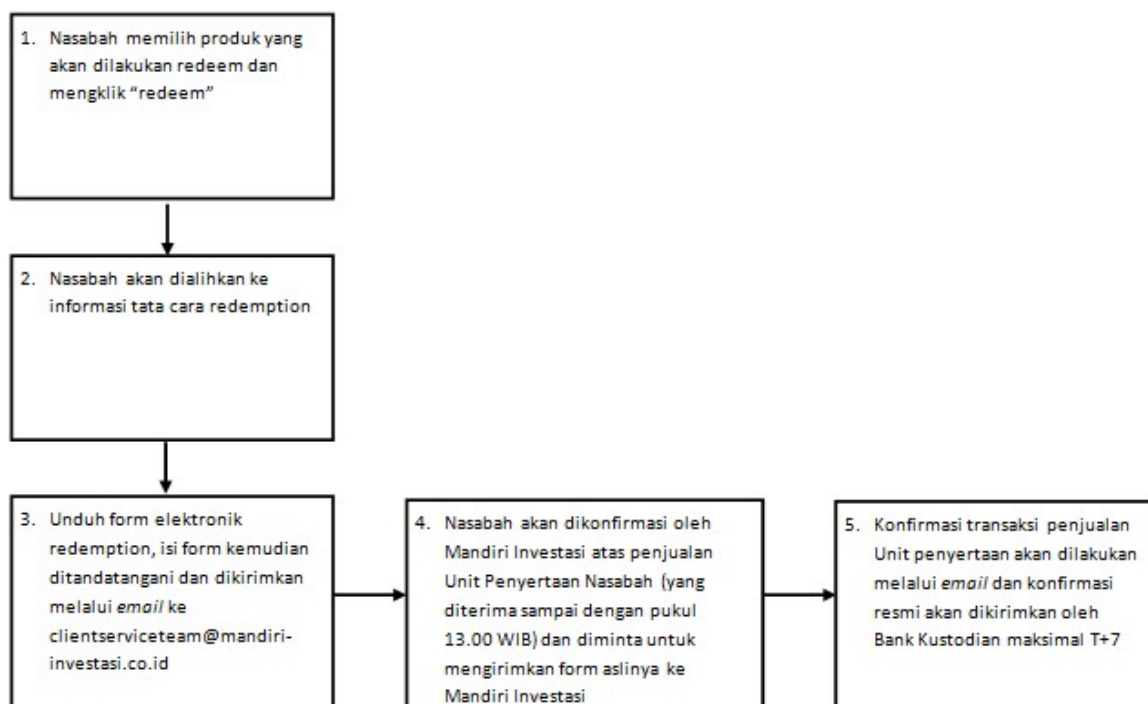 1. Nasabah memilih produk yang
akan dilakukan redeem dan
mengklik “redeem”
2. Nasabah akan dialihkan ke
informasi tata cara redemption
3. Unduh form elektronik
redemption, isi form kemudian
ditandatangani dan dikirimkan
melalui email ke
clientserviceteam@mandiri-
investasi.co.id
4. Nasabah akan dikonfirmasi oleh
Mandiri Investasi atas penjualan
Unit Penyertaan Nasabah (yang
diterima sampai dengan pukul
13.00 WIB) dan diminta untuk
mengirimkan form aslinya ke
Mandiri Investasi
5. Konfirmasi transaksi penjualan
Unit penyertaan akan dilakukan
melalui email dan konfirmasi
resmi akan dikirimkan oleh
Bank Kustodian maksimal T+7